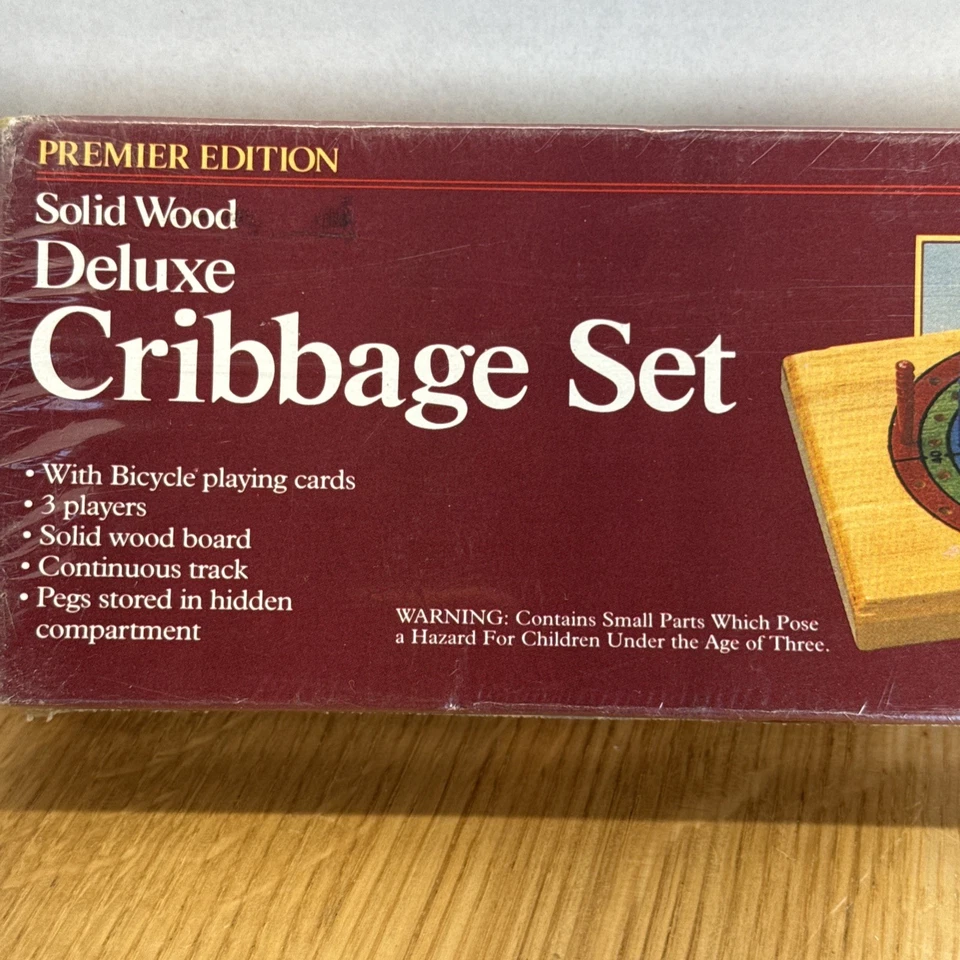 PREMIER EDITION
Solid Wood
Deluxe
Cribbage Set
• With Bicycle playing cards
• 3 players
• Solid wood board
• Continuous track
• Pegs stored in hidden
compartment
WARNING: Contains Small Parts Which Pose
a Hazard For Children Under the Age of Three.